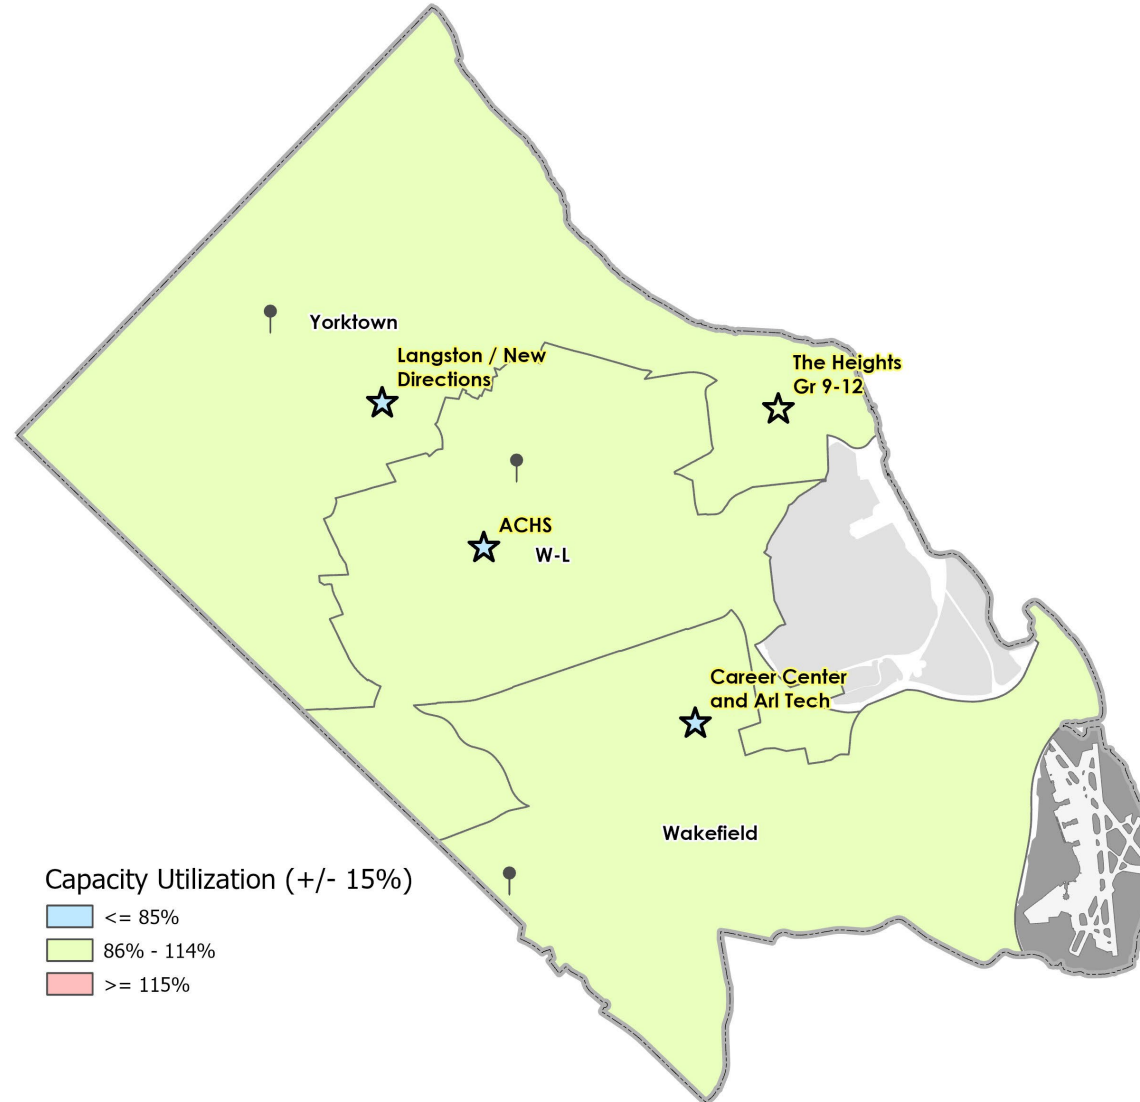 Yorktown
Langston / New
Directions
The Heights
Gr 9-12
ACHS
W-L
Career Center
and Arl Tech
Wakefield
Capacity Utilization (+/- 15%)
<= 85%
86% - 114%
>= 115%